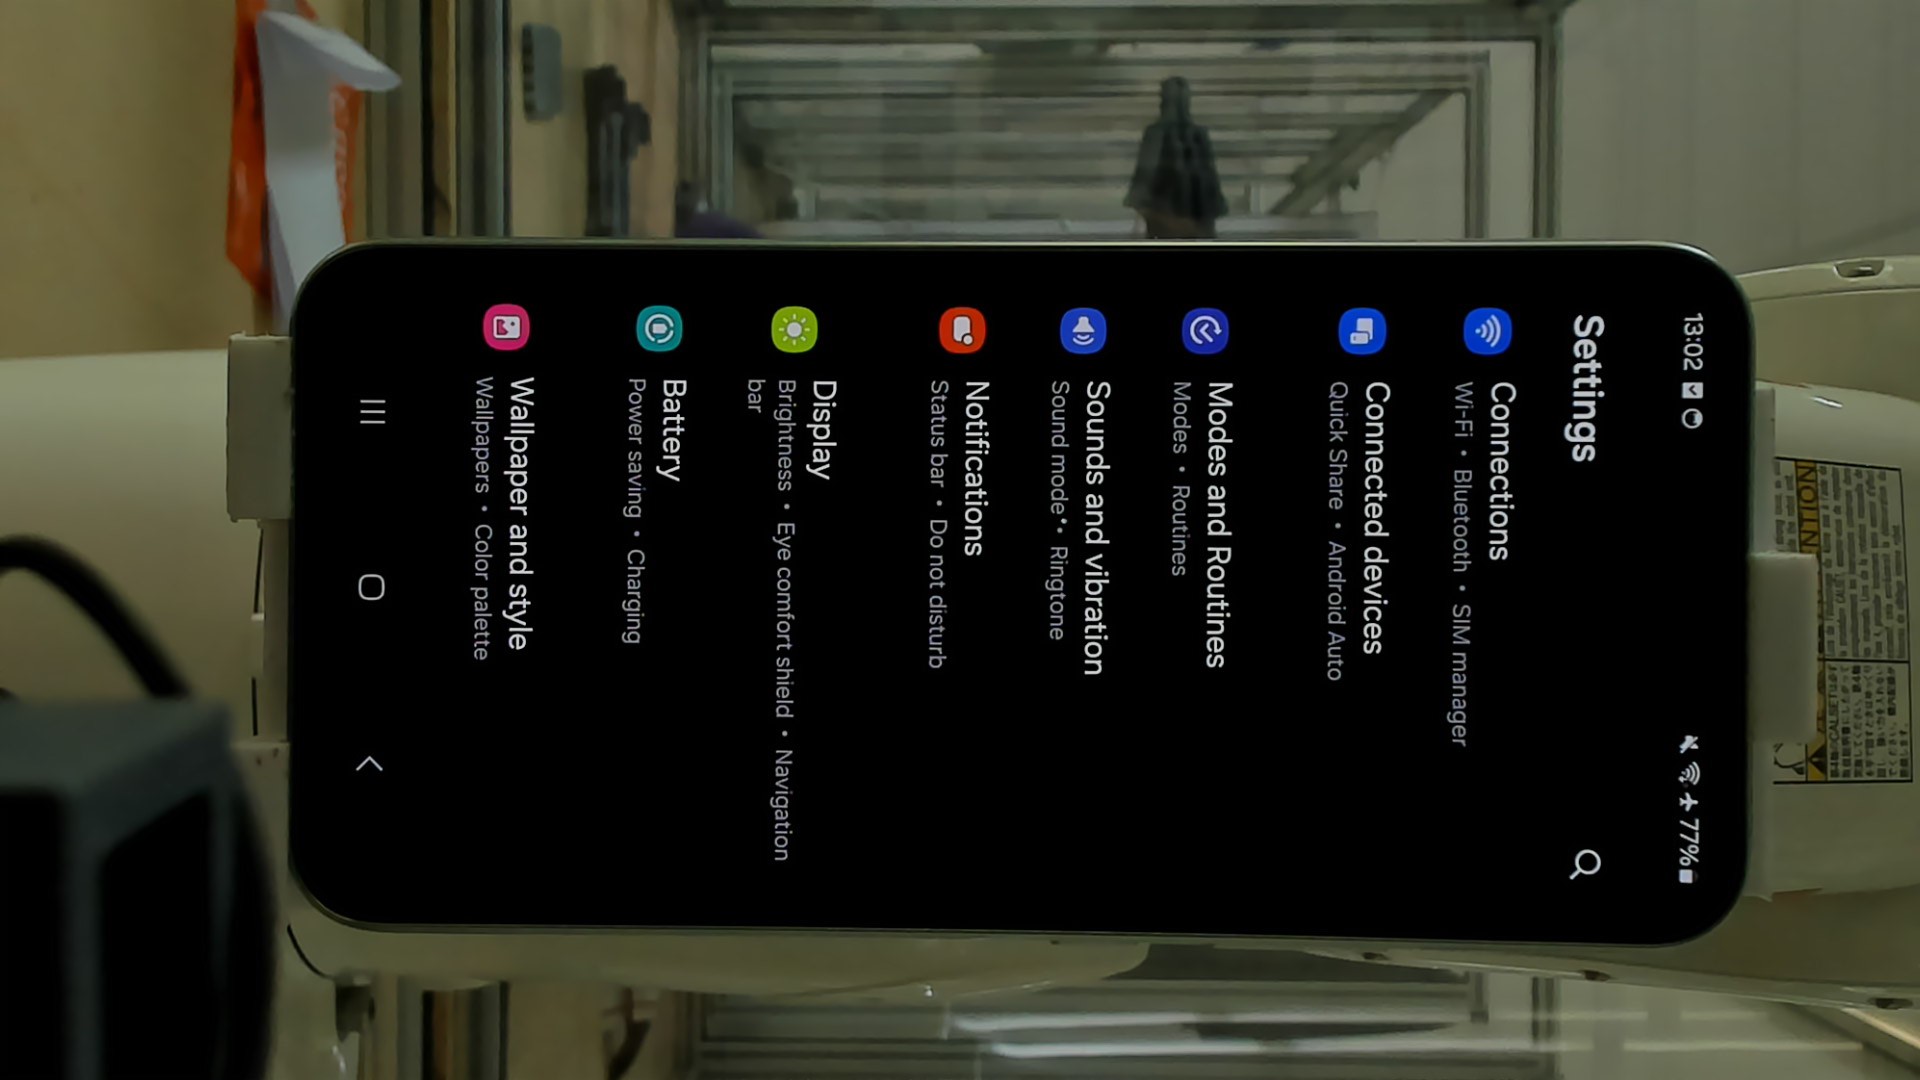 13:02
77%
Settings
Connections
Wi-Fi • Bluetooth • SIM manager
Connected devices
Quick Share • Android Auto
Modes and Routines
Modes • Routines
Sounds and vibration
Sound mode • Ringtone
Notifications
Status bar • Do not disturb
Display
Brightness • Eye comfort shield • Navigation
bar
Battery
Power saving • Charging
Wallpaper and style
Wallpapers • Color palette